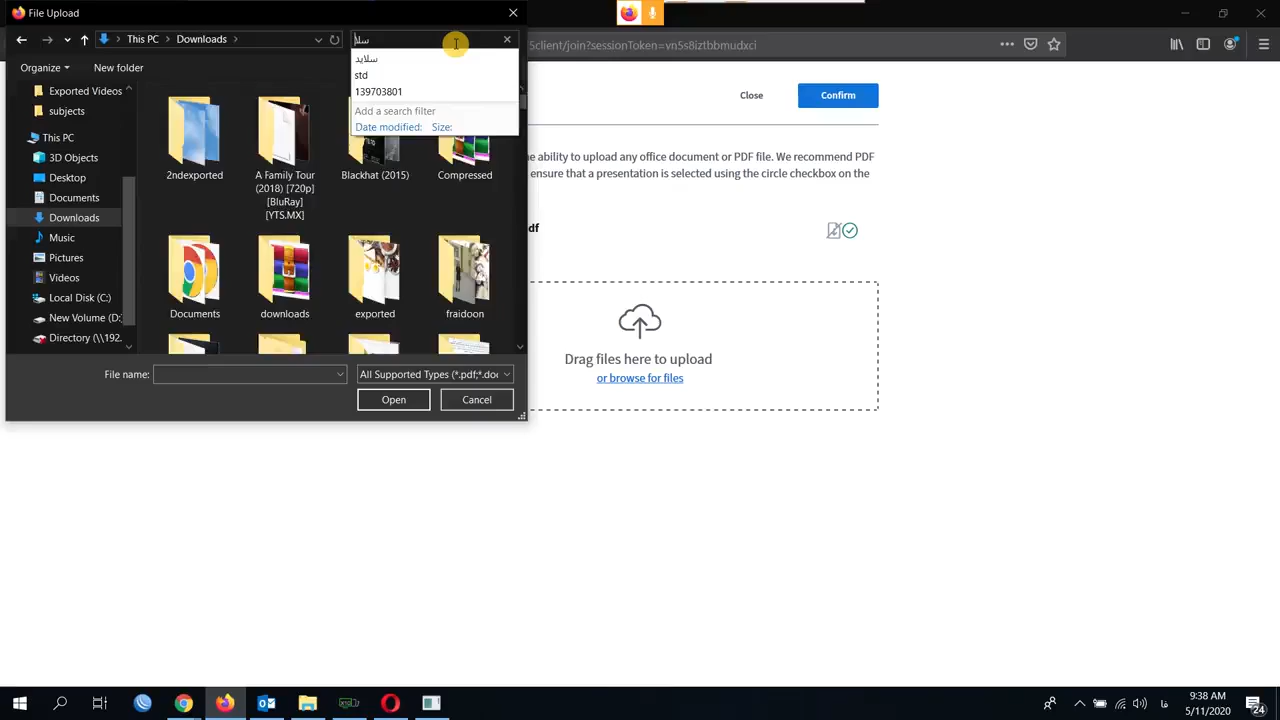 File Upload
This PC
Downloads
سلا
5client/join?sessionToken=vn5s8iztbbmudxci
Organize
New folder
سلاید
std
139703801
Add a search filter
Date modified:
Size:
Exported Videos
subjects
This PC
3D Objects
Desktop
Documents
Downloads
Music
Pictures
Videos
Local Disk (C:)
New Volume (D:
Directory (\\192.
2ndexported
A Family Tour
(2018) [720p]
[BluRay]
[YTS.MX]
Blackhat (2015)
Compressed
Documents
downloads
exported
fraidoon
File name:
All Supported Types (*.pdf;*.doc
Open
Cancel
Close
Confirm
he ability to upload any office document or PDF file. We recommend PDF
ensure that a presentation is selected using the circle checkbox on the
df
Drag files here to upload
or browse for files
فا
9:38 AM
5/11/2020
24